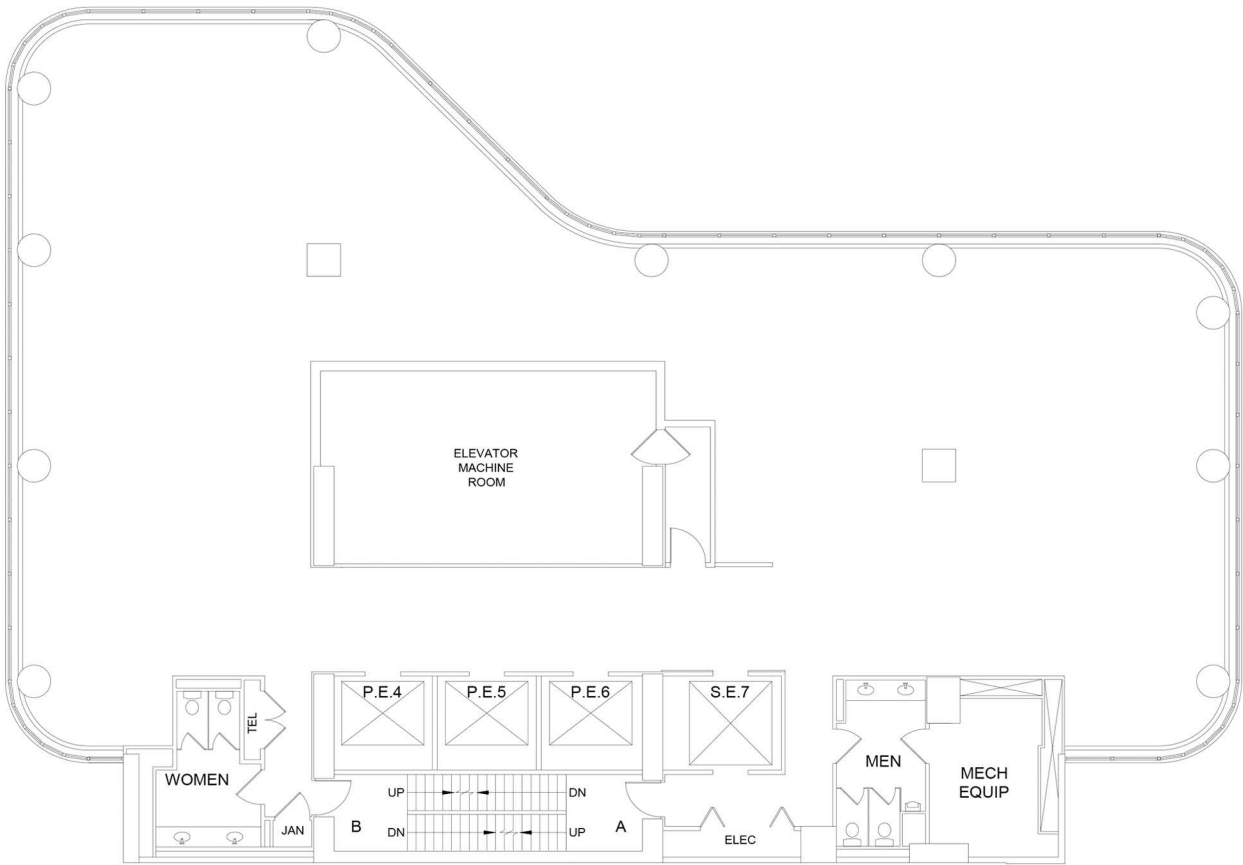 ELEVATOR
MACHINE
ROOM
P.E.4
P.E.5
P.E.6
S.E.7
TEL
WOMEN
MEN
MECH
EQUIP
UP
DN
B
A
JAN
DN
UP
ELEC